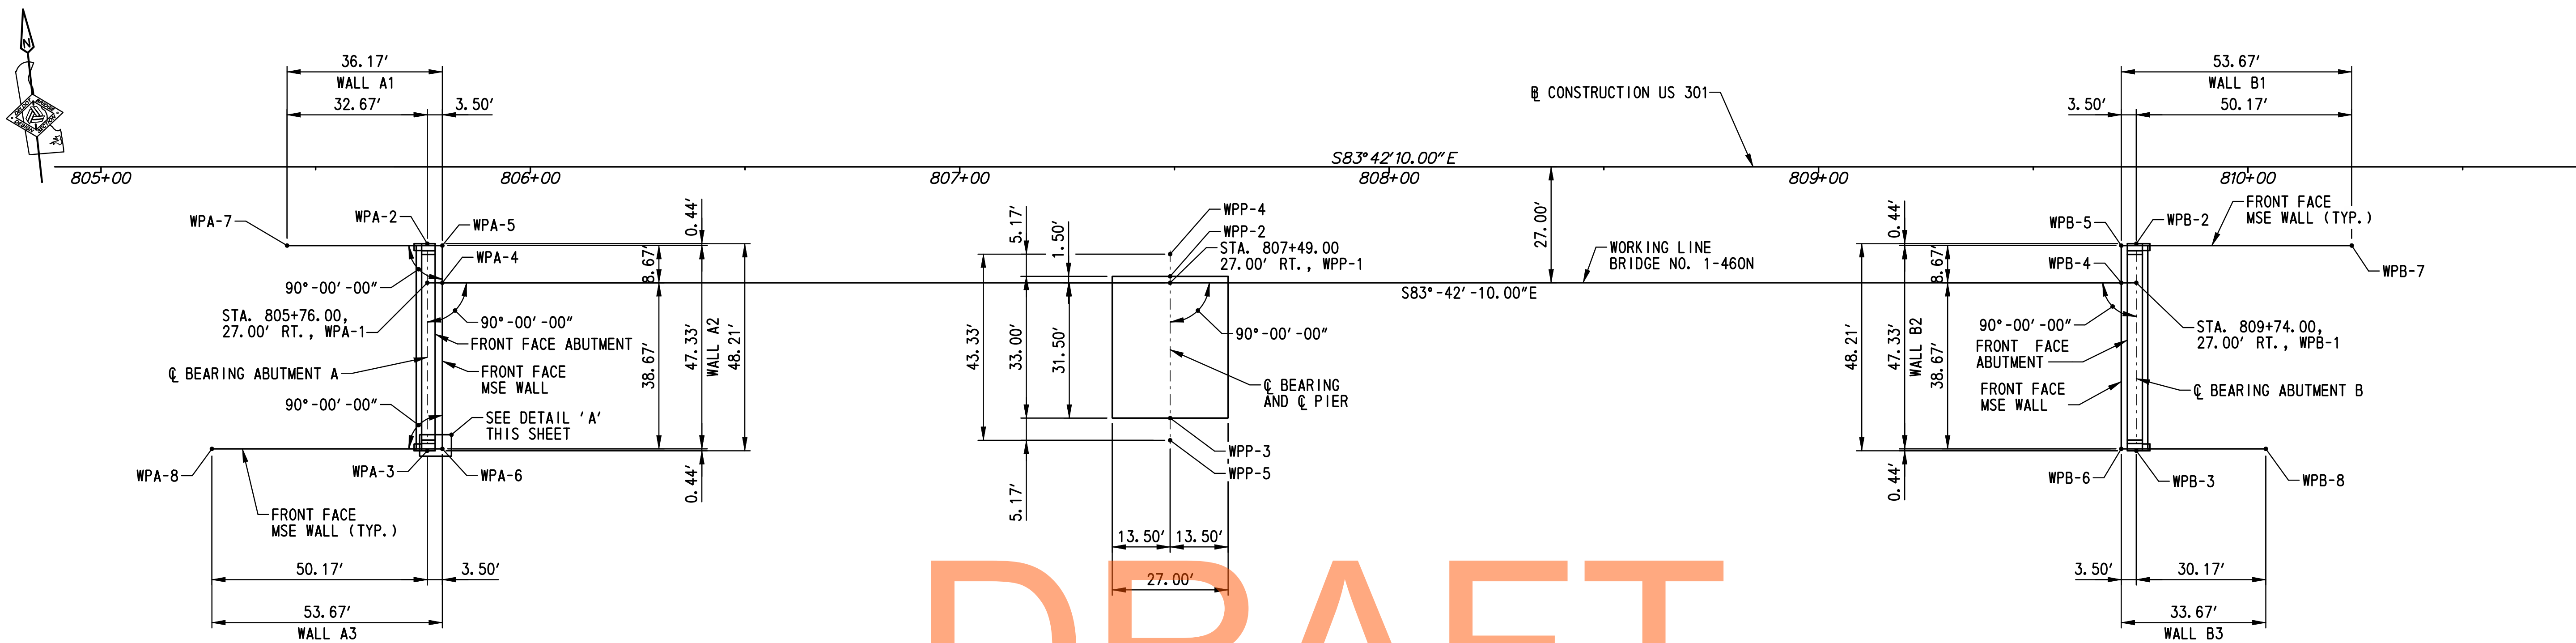 N
36.17'
WALL A1
32.67'
3.50'
℄ CONSTRUCTION US 301
53.67'
WALL B1
3.50'
50.17'
S83°42'10.00"E
805+00
806+00
807+00
808+00
809+00
810+00
WPA-7
WPA-2
WPA-5
WPA-4
0.44'
8.67'
5.17'
1.50'
WPP-4
WPP-2
STA. 807+49.00
27.00' RT., WPP-1
27.00'
WORKING LINE
BRIDGE NO. 1-460N
S83°-42'-10.00"E
0.44'
8.67'
WPB-5
WPB-2
WPB-4
FRONT FACE
MSE WALL (TYP.)
WPB-7
90°-00'-00"
STA. 805+76.00,
27.00' RT., WPA-1
90°-00'-00"
FRONT FACE ABUTMENT
℄ BEARING ABUTMENT A
FRONT FACE
MSE WALL
90°-00'-00"
SEE DETAIL 'A'
THIS SHEET
38.67'
47.33'
WALL A2
48.21'
43.33'
33.00'
31.50'
90°-00'-00"
℄ BEARING
AND ℄ PIER
48.21'
47.33'
WALL B2
38.67'
90°-00'-00"
FRONT FACE
ABUTMENT
FRONT FACE
MSE WALL
STA. 809+74.00,
27.00' RT., WPB-1
℄ BEARING ABUTMENT B
WPA-8
WPA-3
WPA-6
0.44'
WPP-3
WPP-5
5.17'
WPB-6
0.44'
WPB-3
WPB-8
FRONT FACE
MSE WALL (TYP.)
13.50'
13.50'
27.00'
50.17'
3.50'
53.67'
WALL A3
3.50'
30.17'
33.67'
WALL B3
DRAFT